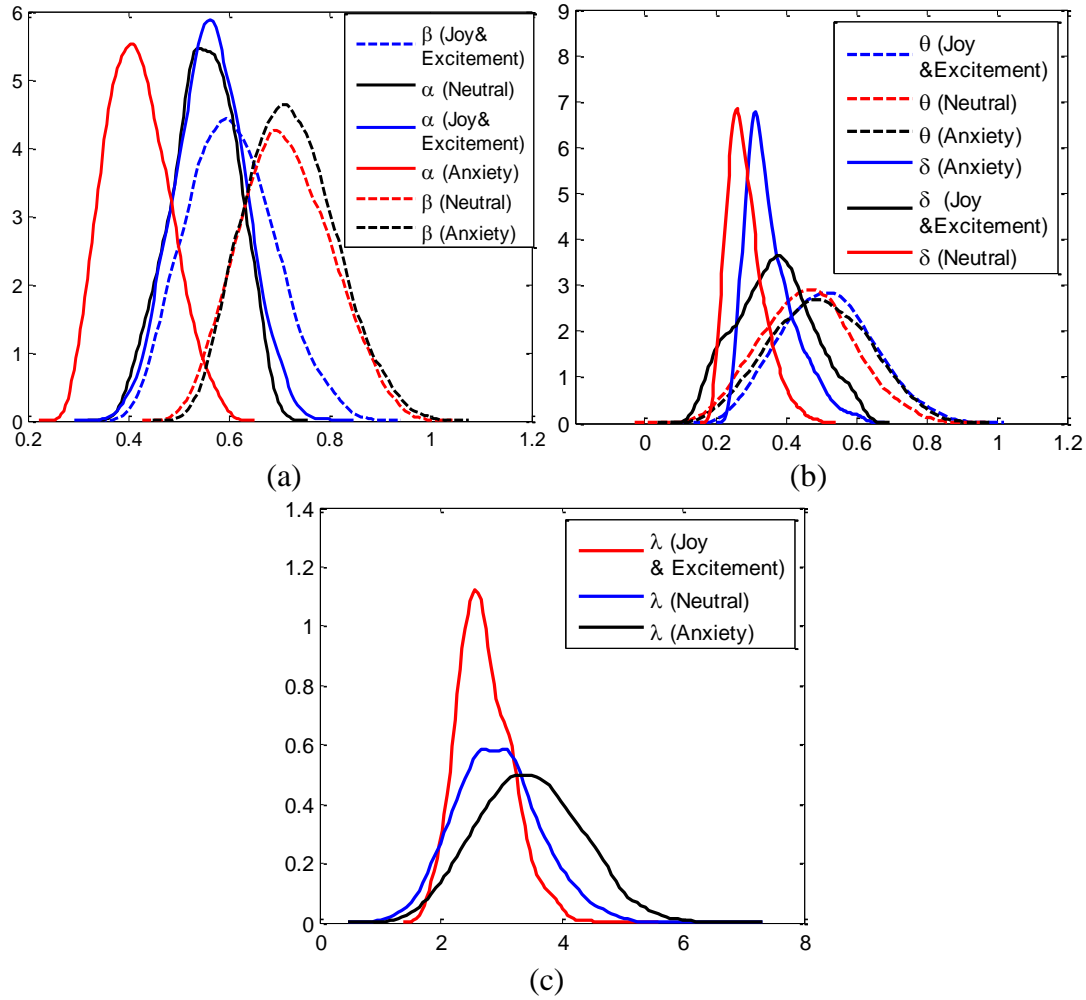 6
5
4
3
2
1
0
0.2
0.4
0.6
0.8
1
1.2
β (Joy&
Excitement)
α (Neutral)
α (Joy&
Excitement)
α (Anxiety)
β (Neutral)
β (Anxiety)
(a)
9
8
7
6
5
4
3
2
1
0
0
0.2
0.4
0.6
0.8
1
1.2
θ (Joy
&Excitement)
θ (Neutral)
θ (Anxiety)
δ (Anxiety)
δ (Joy
&Excitement)
δ (Neutral)
(b)
1.4
1.2
1
0.8
0.6
0.4
0.2
0
0
2
4
6
8
λ (Joy
& Excitement)
λ (Neutral)
λ (Anxiety)
(c)